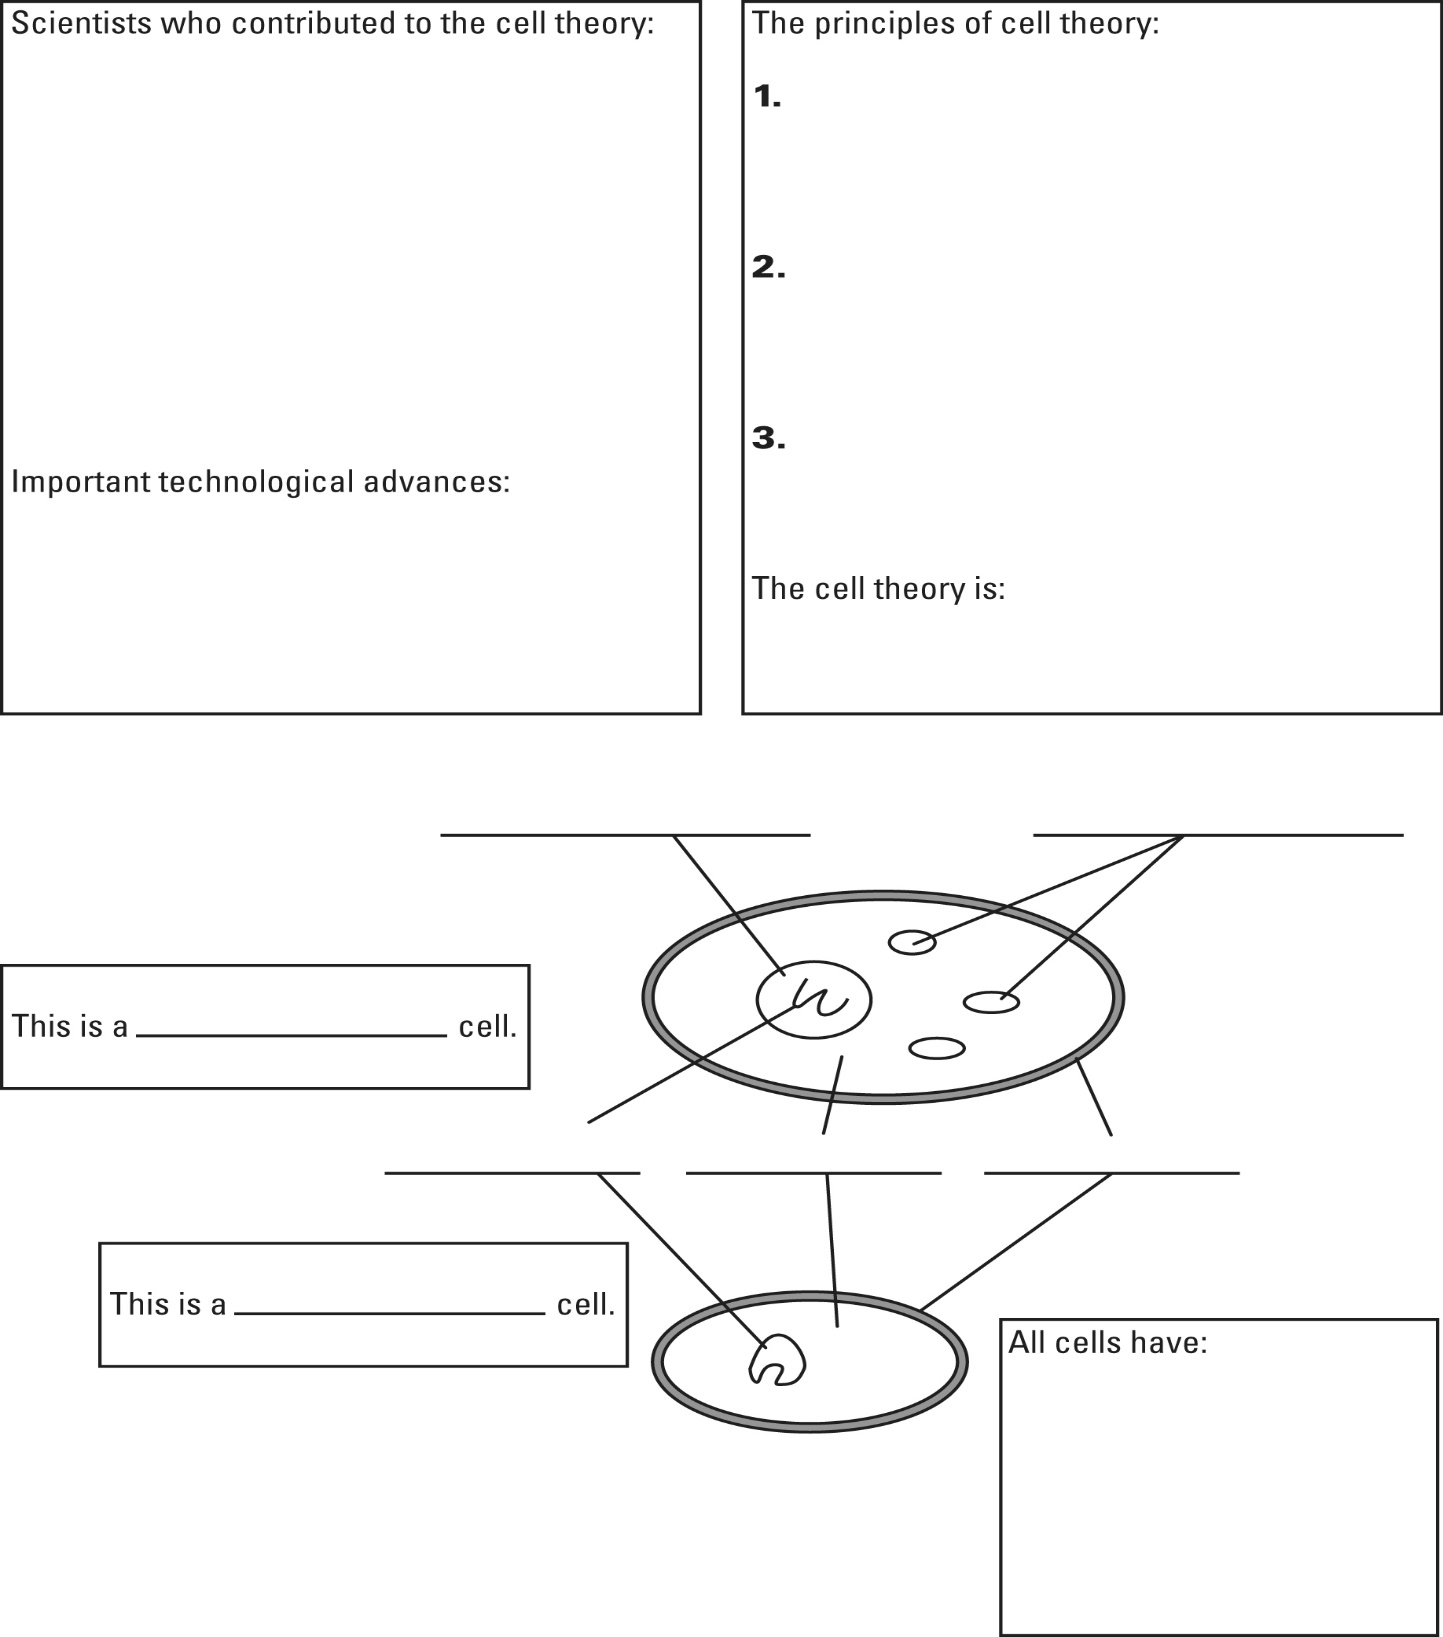 Scientists who contributed to the cell theory:
Important technological advances:
The principles of cell theory:
1.
2.
3.
The cell theory is:
This is a cell.
This is a cell.
All cells have: